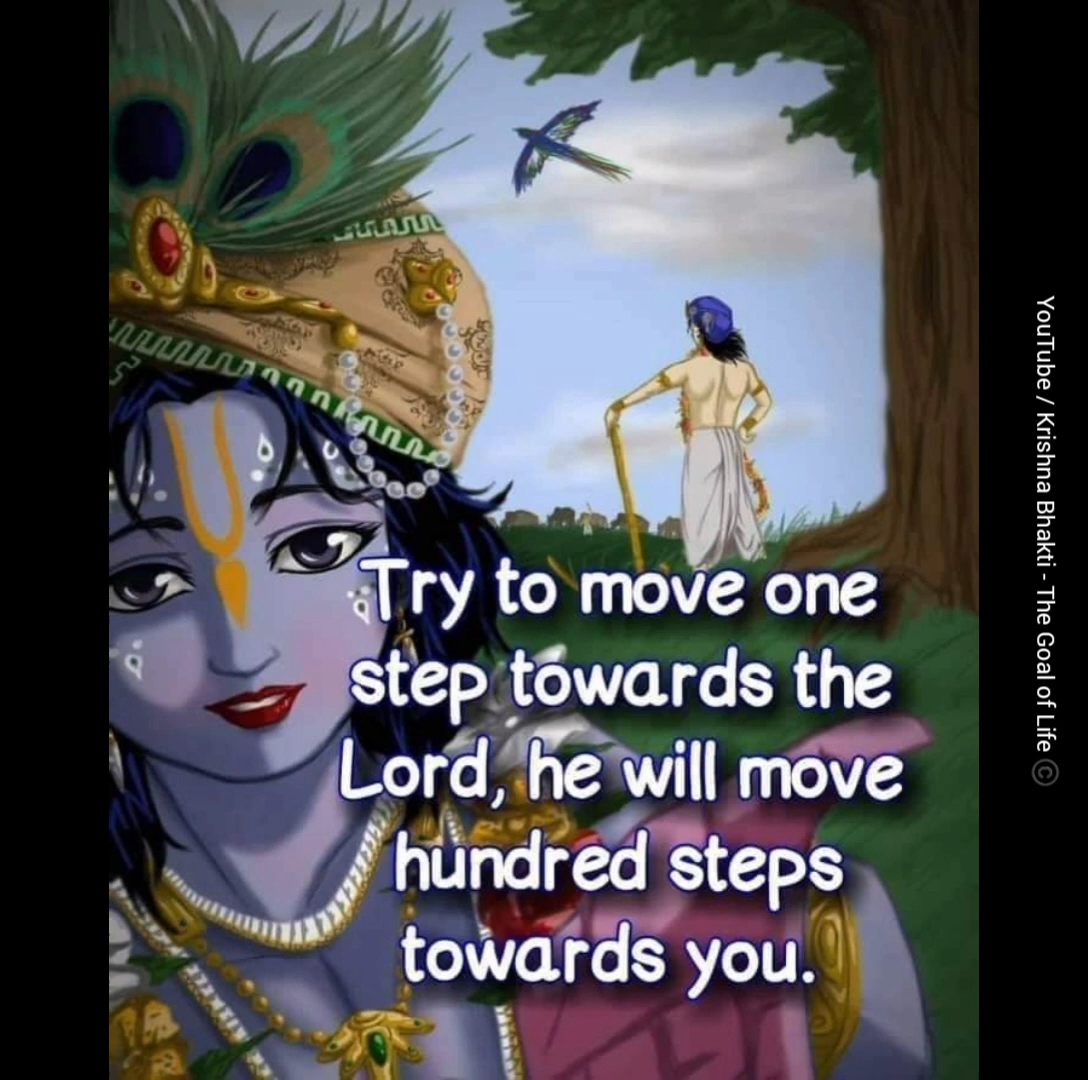 Try to move one
step towards the
Lord, he will move
hundred steps
towards you.
YouTube / Krishna Bhakti - The Goal of Life ©